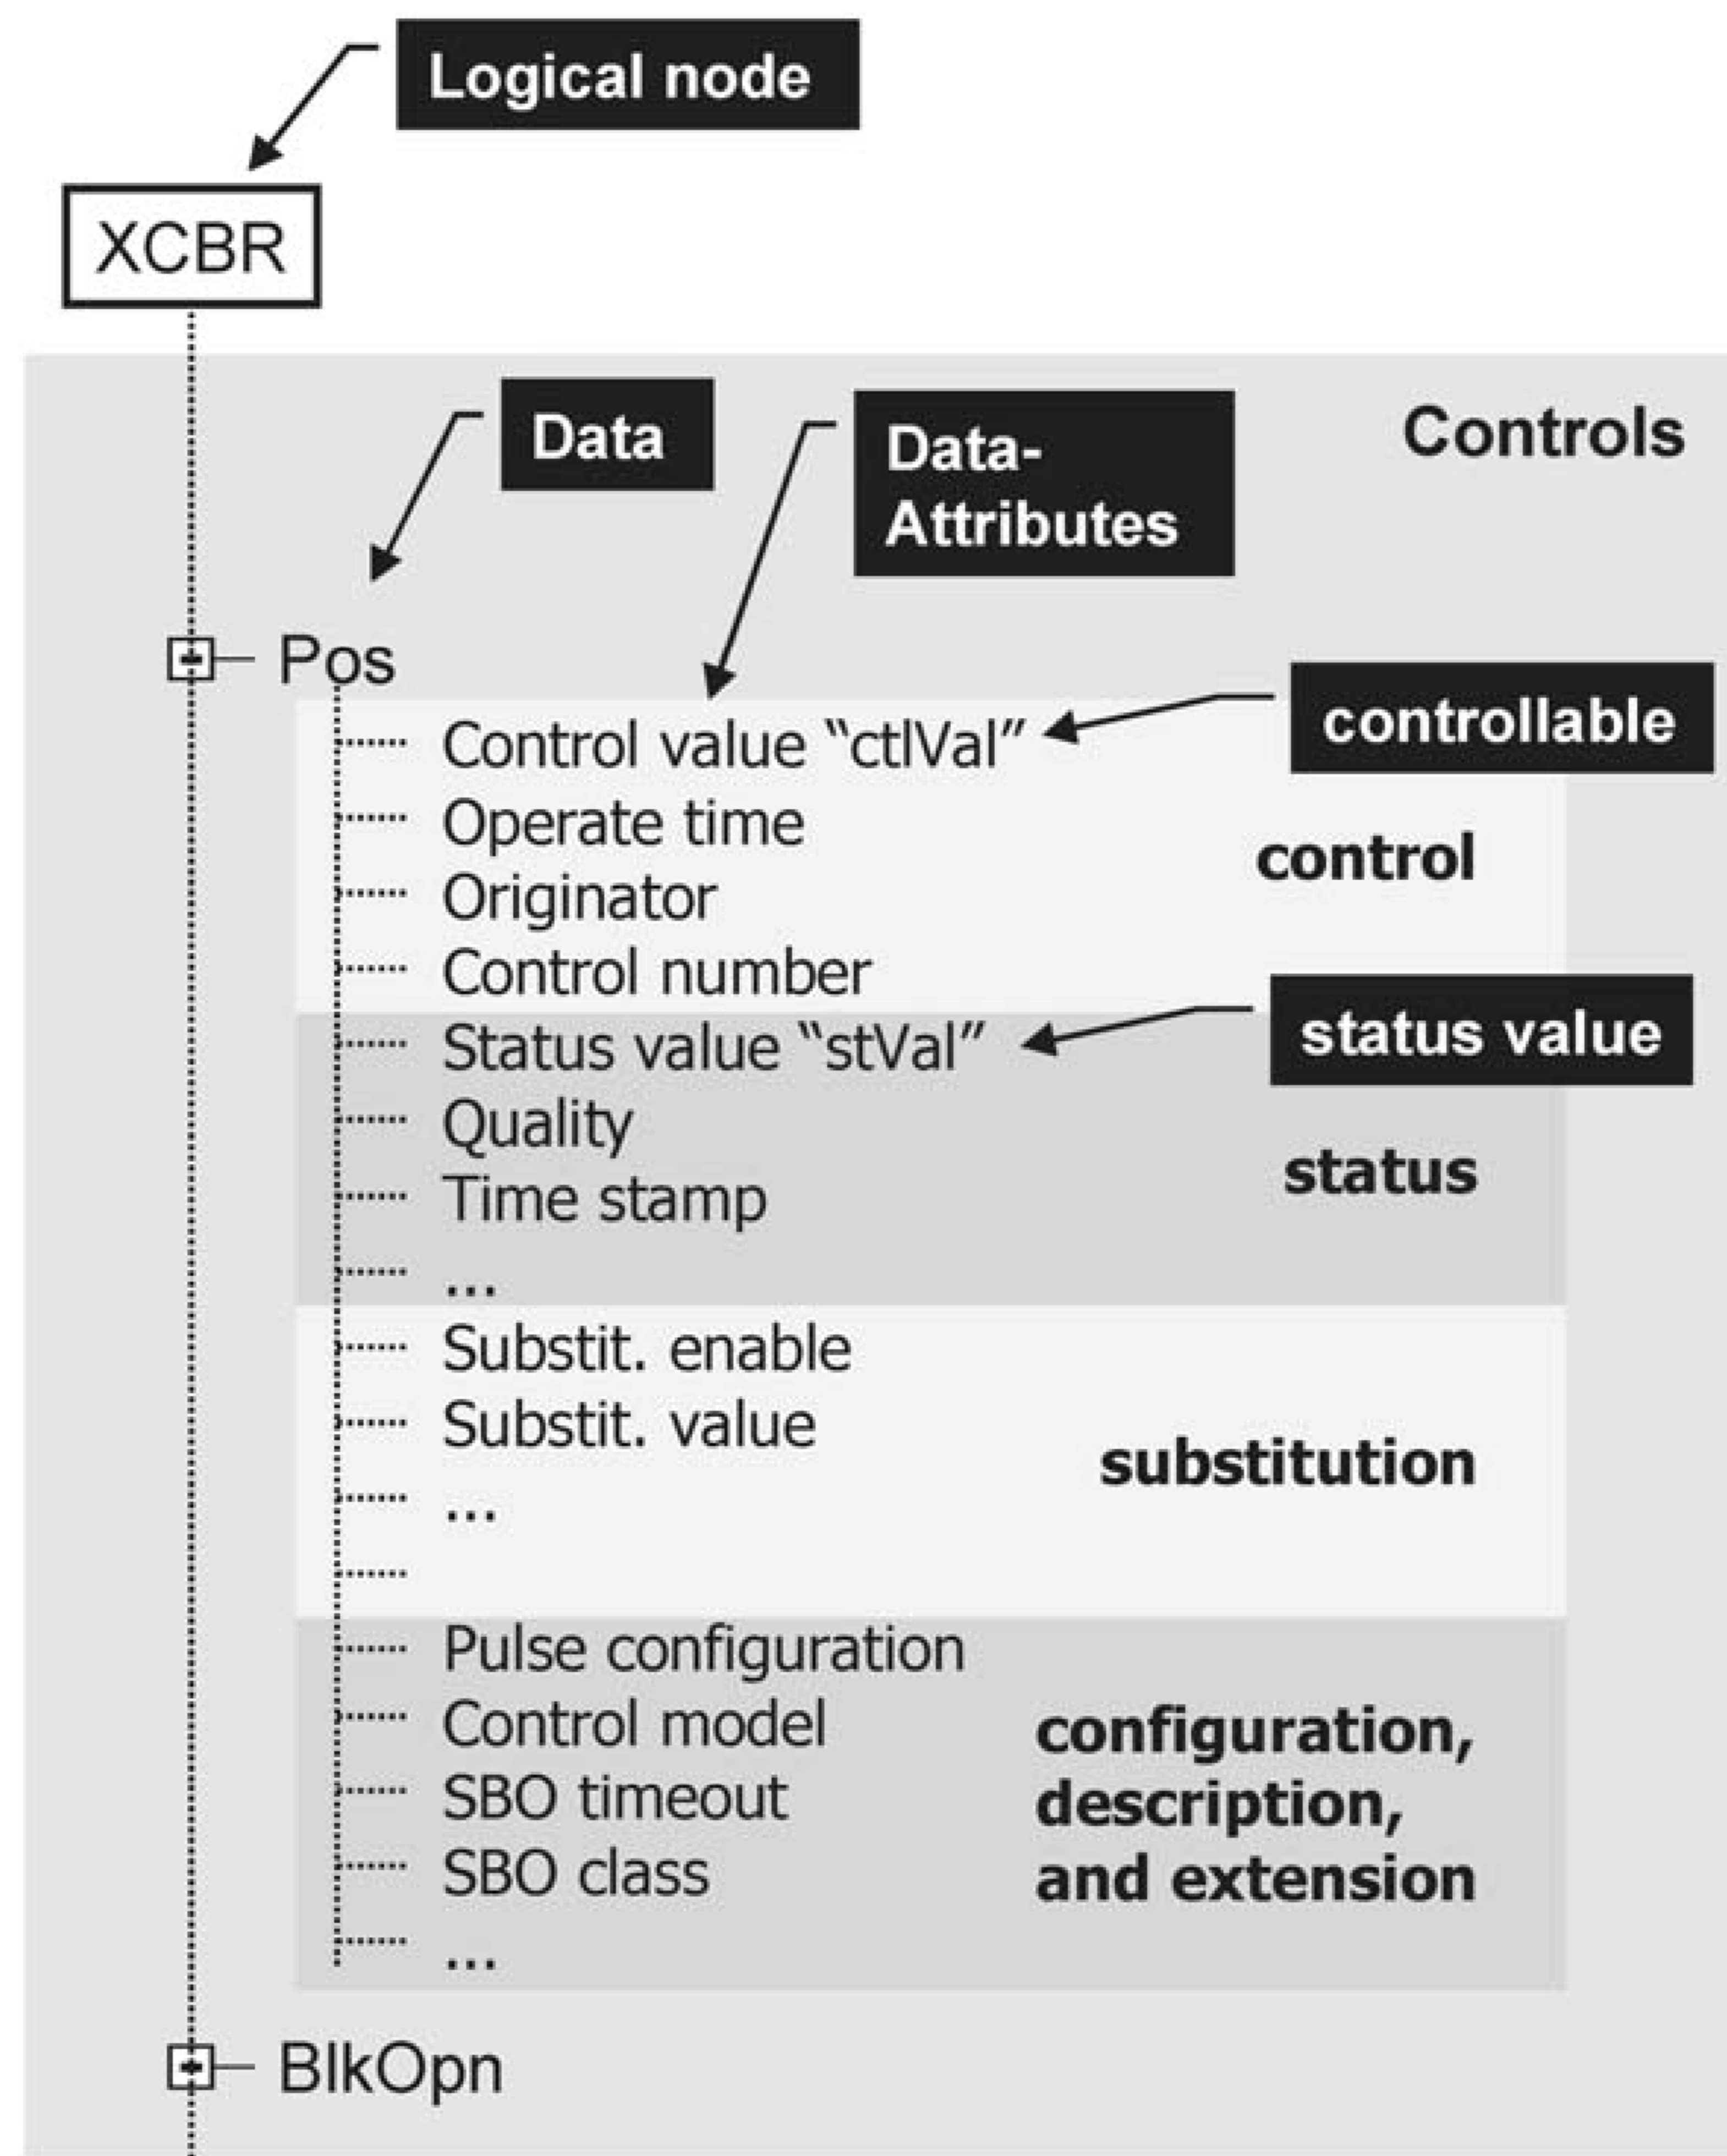 Logical node
XCBR
Controls
Data
Data-
Attributes
Pos
controllable
Control value “ctlVal”
Operate time
control
Originator
Control number
status value
Status value “stVal”
Quality
status
Time stamp
...
Substit. enable
Substit. value
substitution
...
Pulse configuration
Control model
SBO timeout
SBO class
...
configuration,
description,
and extension
BlkOpn